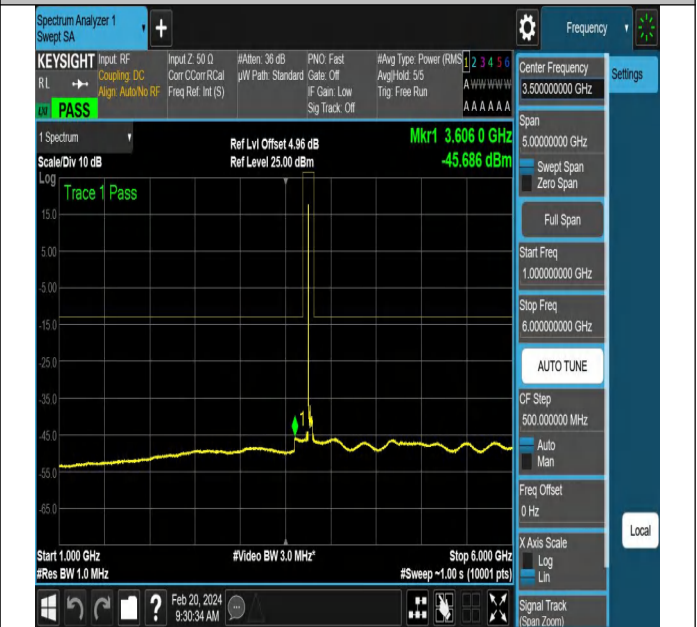 Spectrum Analyzer 1
Swept SA
Frequency
KEYSIGHT
RL
PASS
Input: RF
Coupling: DC
Align: Auto/No RF
Input Z: 50 Ω
Corr CCorr RCal
Freq Ref: Int (S)
#Atten: 36 dB
µW Path: Standard
PNO: Fast
Gate: Off
IF Gain: Low
Sig Track: Off
#Avg Type: Power (RMS
Avg|Hold: 5/5
Trig: Free Run
1 2 3 4 5 6
A W W W W W
A A A A A A
1 Spectrum
Scale/Div 10 dB
Ref Lvl Offset 4.96 dB
Ref Level 25.00 dBm
Mkr1 3.606 0 GHz
-45.686 dBm
Log
Trace 1 Pass
15.0
5.00
-5.00
-15.0
-25.0
-35.0
-45.0
-55.0
-65.0
1
Start 1.000 GHz
#Res BW 1.0 MHz
#Video BW 3.0 MHz*
Stop 6.000 GHz
#Sweep ~1.00 s (10001 pts)
Feb 20, 2024
9:30:34 AM
Center Frequency
3.500000000 GHz
Span
5.00000000 GHz
Swept Span
Zero Span
Full Span
Start Freq
1.000000000 GHz
Stop Freq
6.000000000 GHz
AUTO TUNE
CF Step
500.000000 MHz
Auto
Man
Freq Offset
0 Hz
X Axis Scale
Log
Lin
Signal Track
(Span Zoom)
Settings
Local